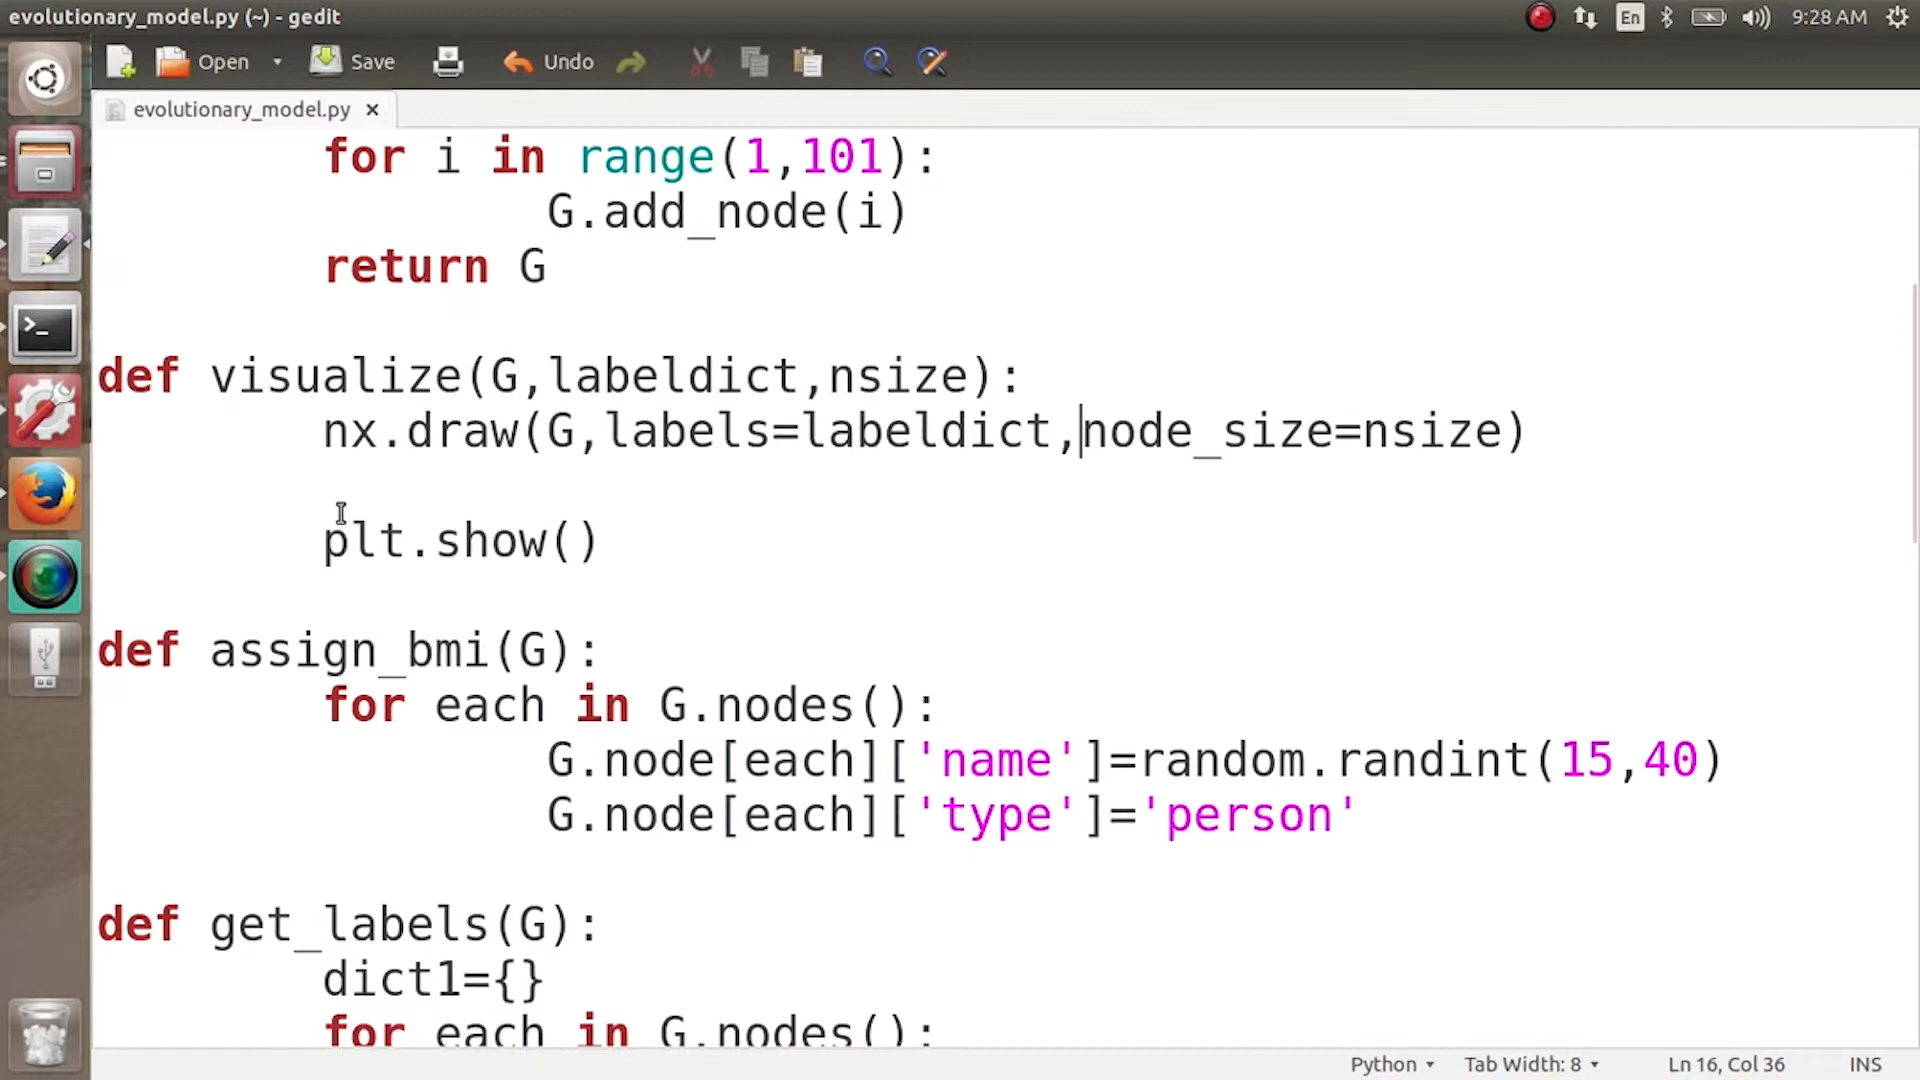 evolutionary_model.py (~) - gedit
En
9:28 AM
Open
Save
Undo
evolutionary_model.py ×
for i in range(1,101):
G.add_node(i)
return G
def visualize(G,labeldict,nsize):
nx.draw(G,labels=labeldict,node_size=nsize)
plt.show()
def assign_bmi(G):
for each in G.nodes():
G.node[each]['name']=random.randint(15,40)
G.node[each]['type']='person'
def get_labels(G):
dict1={}
for each in G.nodes():
Python
Tab Width: 8
Ln 16, Col 36
INS